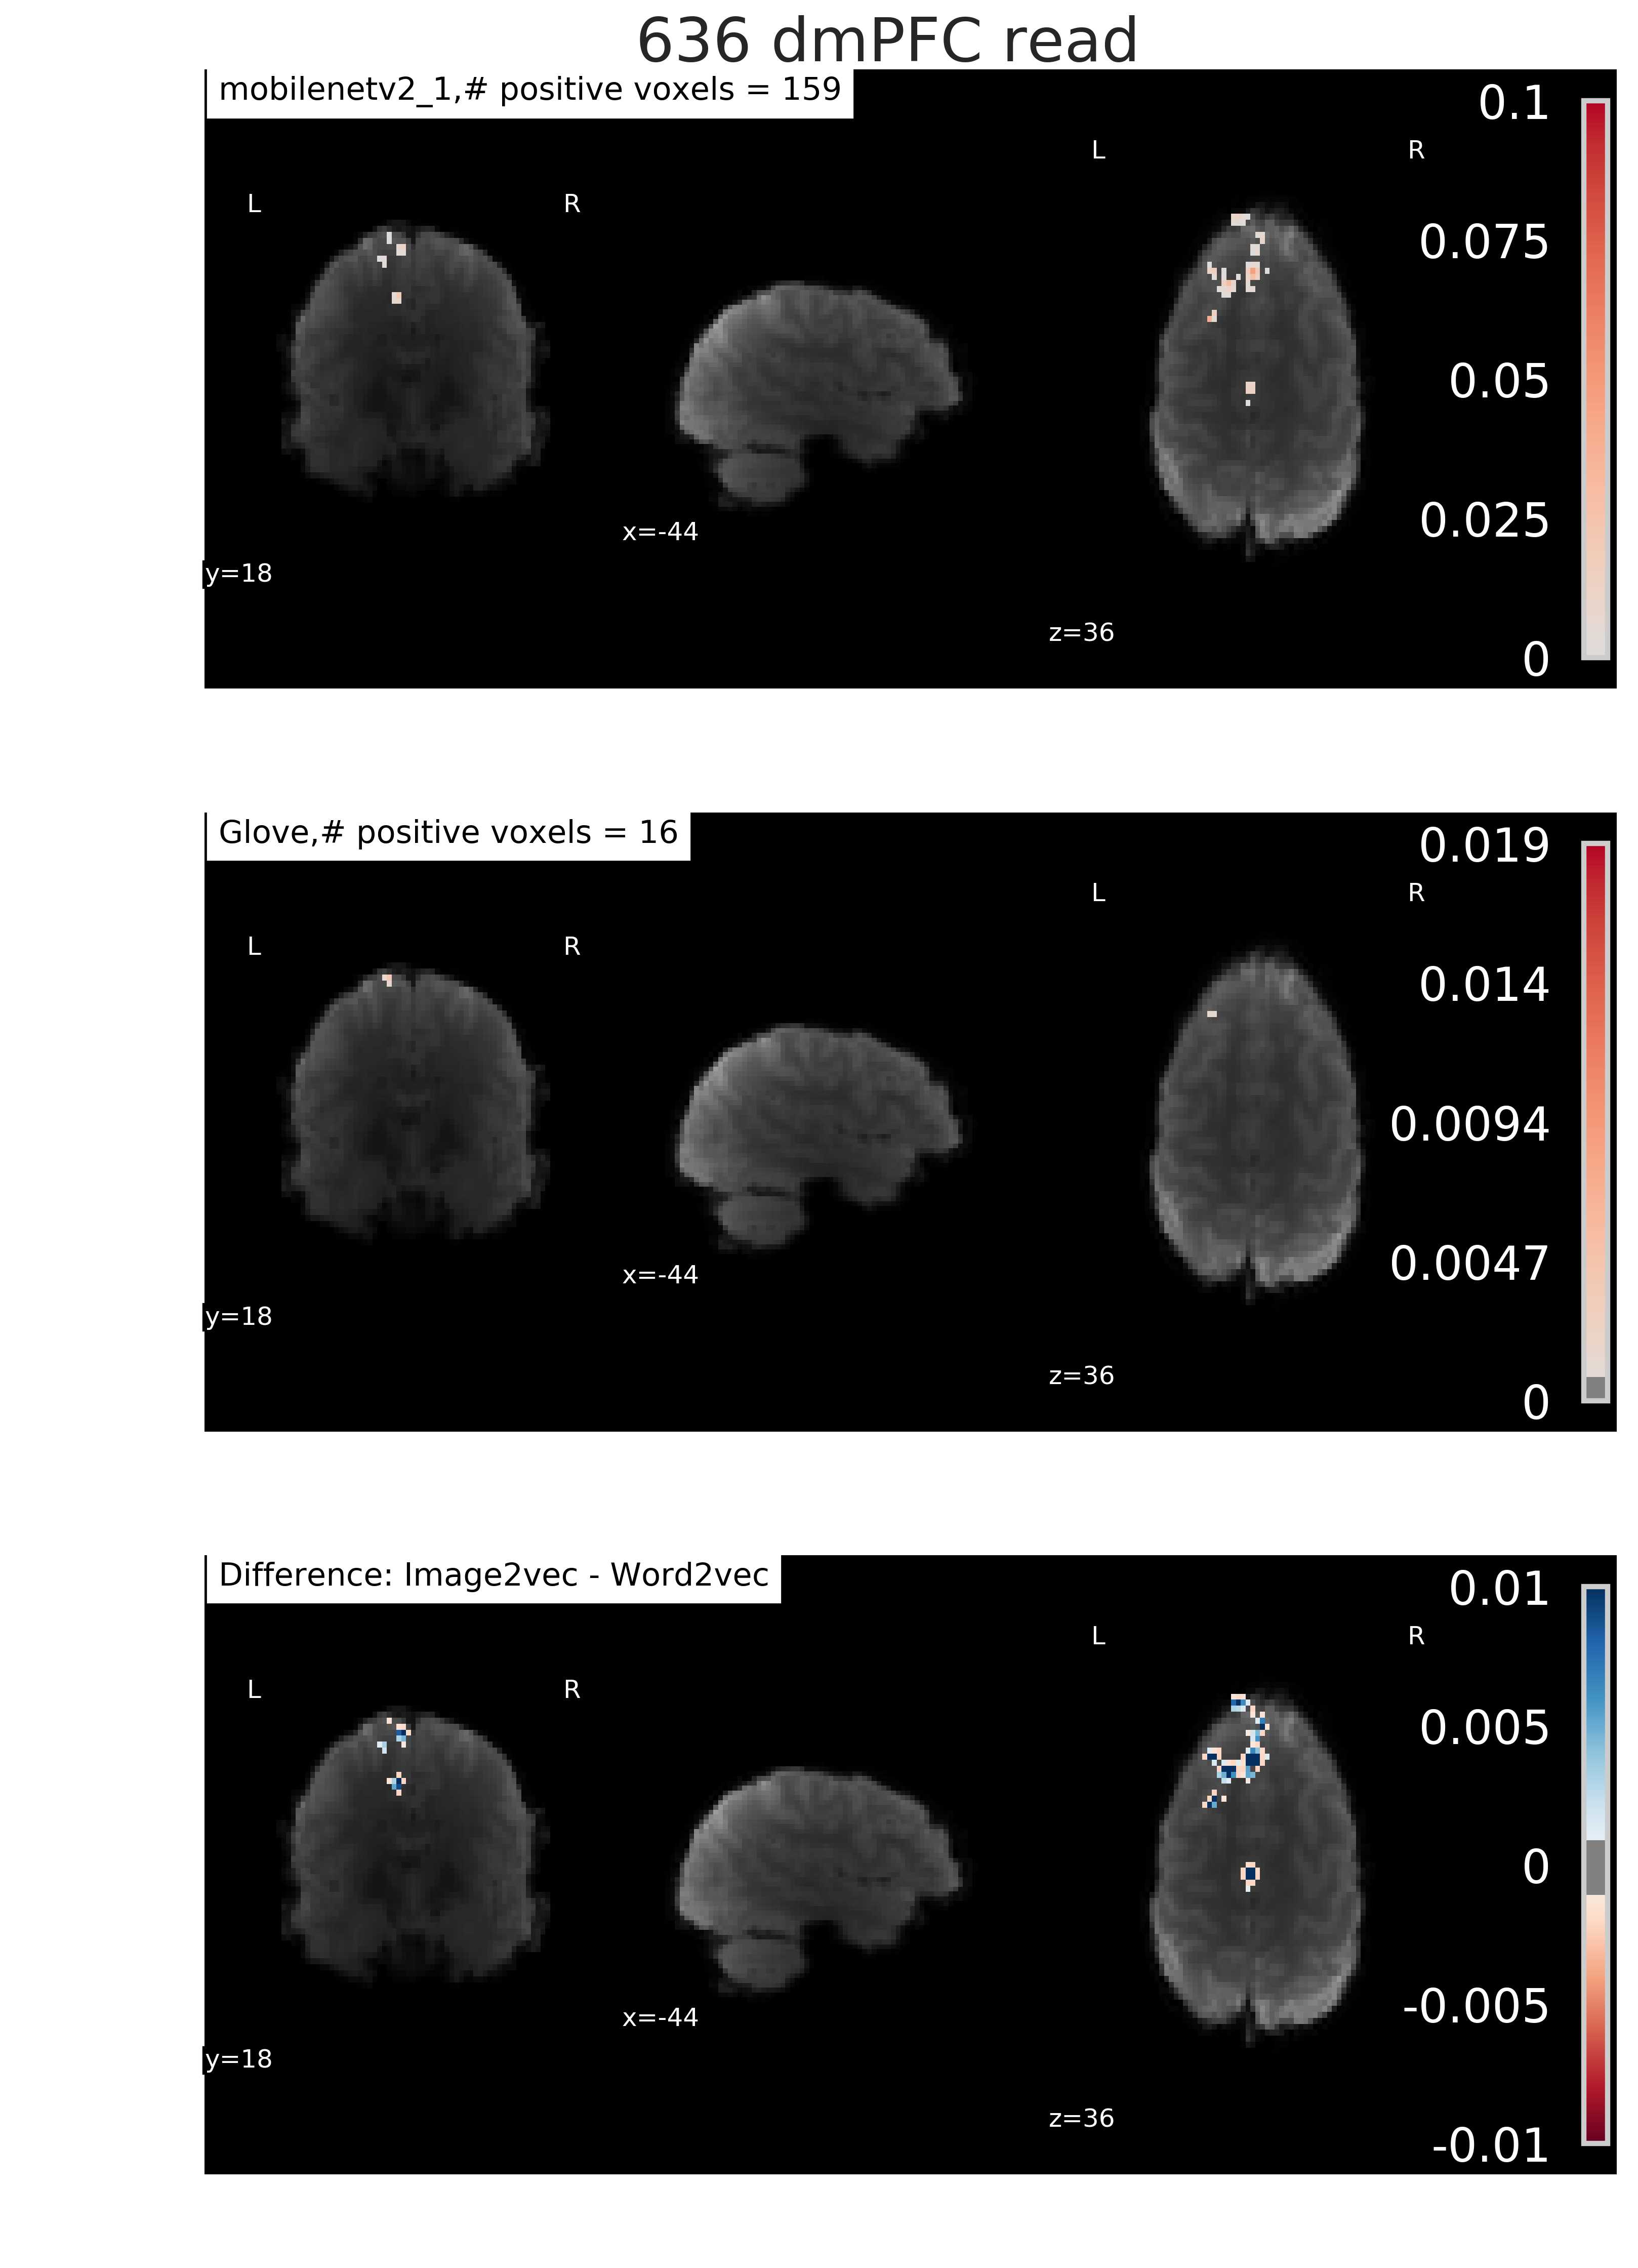 636 dmPFC read
mobilenetv2_1,# positive voxels = 159
0.1
L R
L R
0.075
0.05
0.025
x=-44
y=18
z=36
0
Glove,# positive voxels = 16
0.019
L R
L R
0.014
0.0094
0.0047
x=-44
y=18
z=36
0
Difference: Image2vec - Word2vec
0.01
L R
L R
0.005
0
-0.005
x=-44
y=18
z=36
-0.01